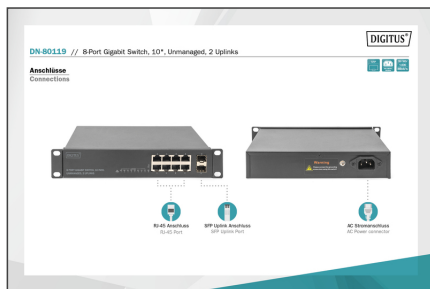 DIGITUS®
DN-80119 // 8-Port Gigabit Switch, 10", Unmanaged, 2 Uplinks
Anschlüsse
Connections
Warning
RJ-45 Anschluss
RJ-45 Port
SFP Uplink Anschluss
SFP Uplink Port
AC Stromanschluss
AC Power connector